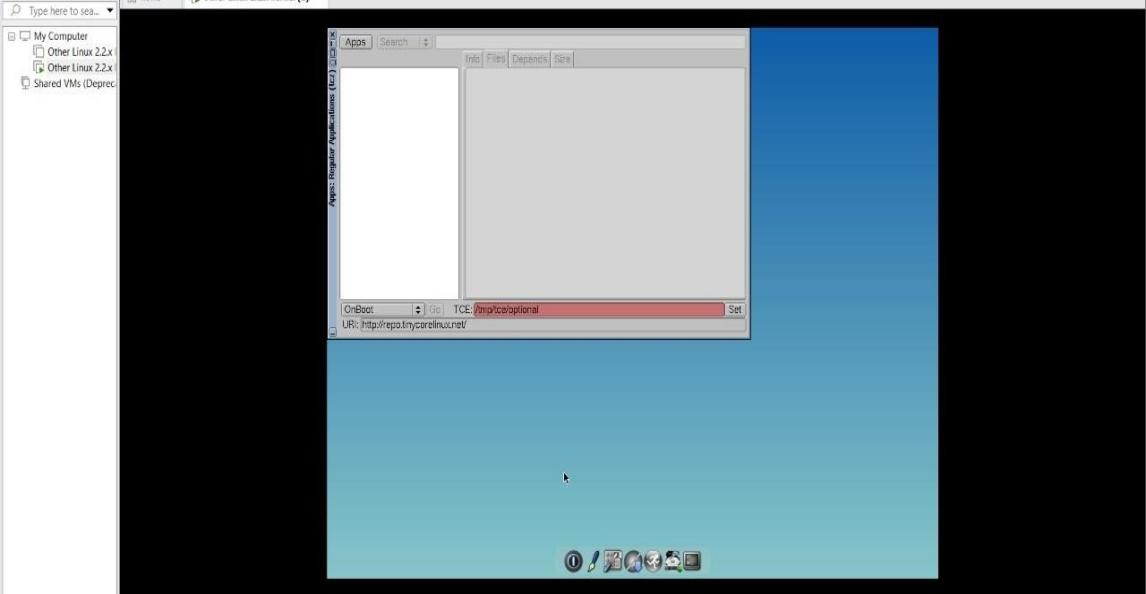 Type here to sea...
My Computer
Other Linux 2.2.x
Other Linux 2.2.x
Shared VMs (Deprec
Apps: Regular Applications (tcz)
Apps
Search
Info Files Depends Size
OnBoot
Go
TCE: /tmp/tce/optional
Set
URI: http://repo.tinycorelinux.net/